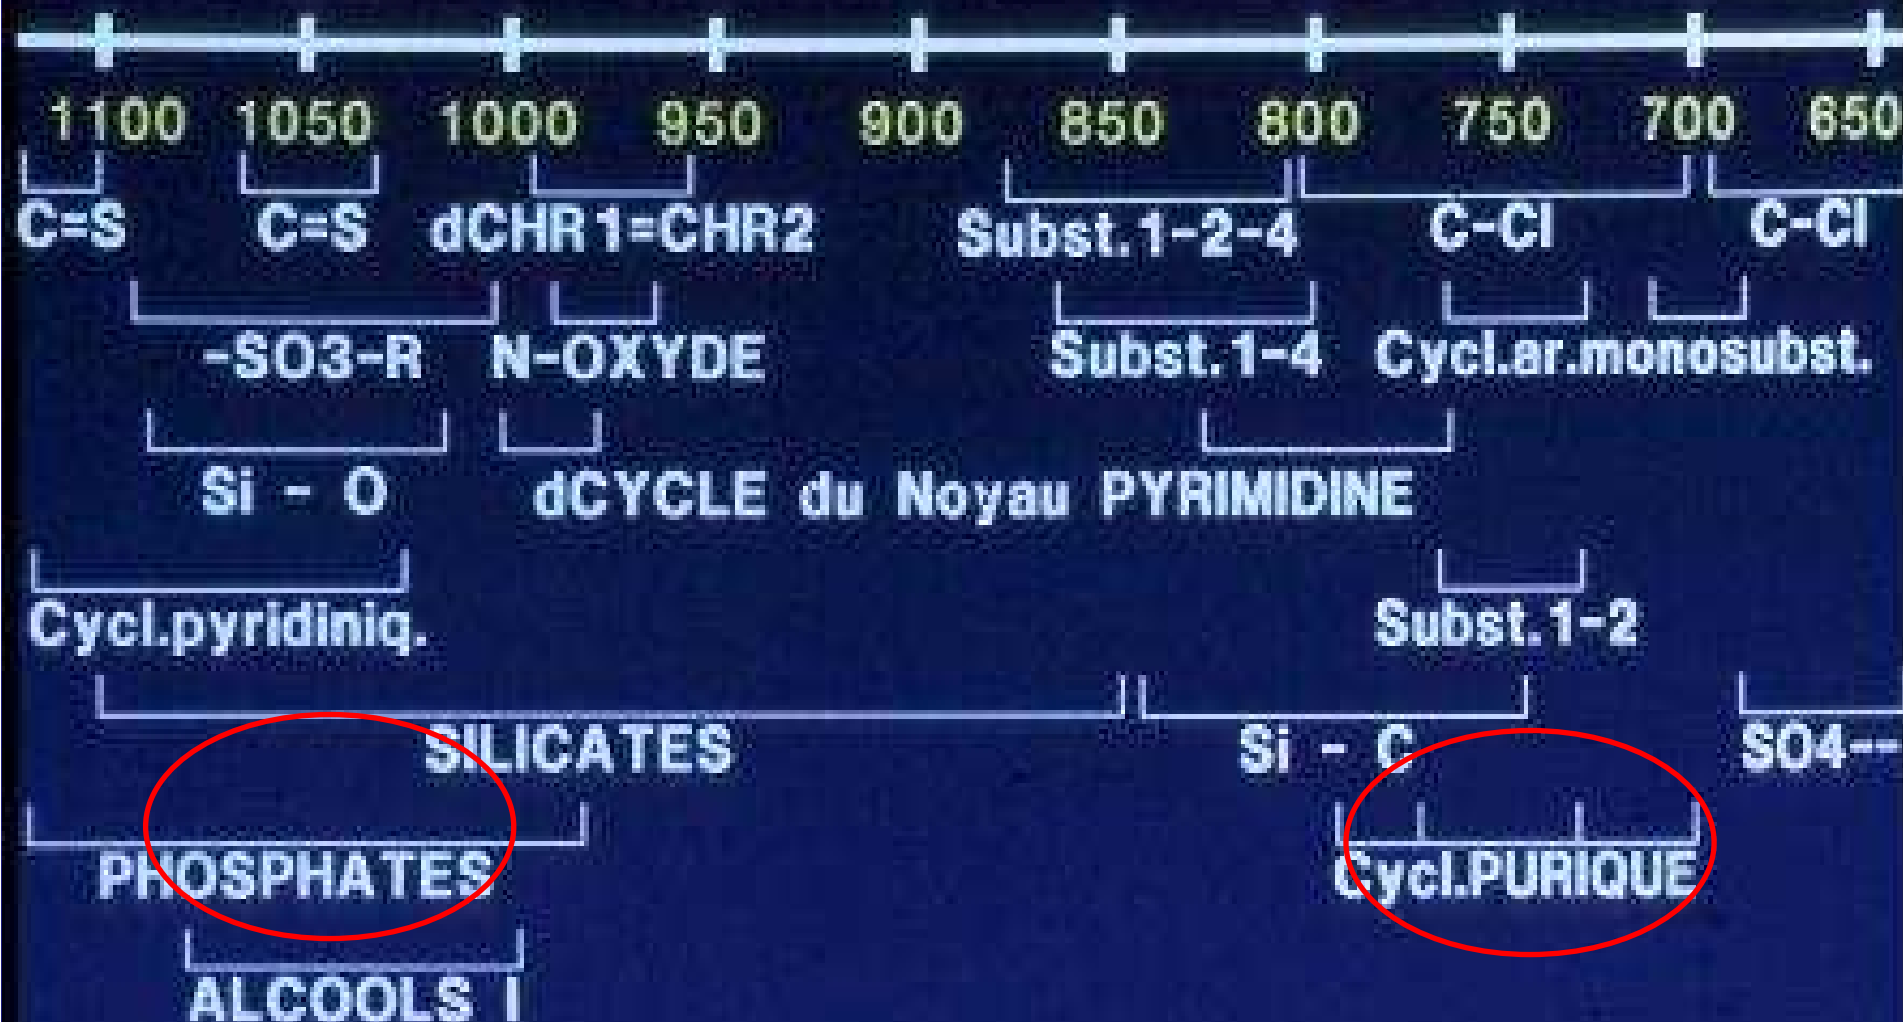 1100 1050 1000 950 900 850 800 750 700 650
C=S C=S dCHR1=CHR2 Subst.1-2-4 C-Cl C-Cl
-SO3-R N-OXYDE Subst.1-4 Cycl.ar.monosubst.
Si - O dCYCLE du Noyau PYRIMIDINE
Cycl.pyridiniq. Subst.1-2
SILICATES Si - C SO4--
PHOSPHATES Cycl.PURIQUE
ALCOOLS I